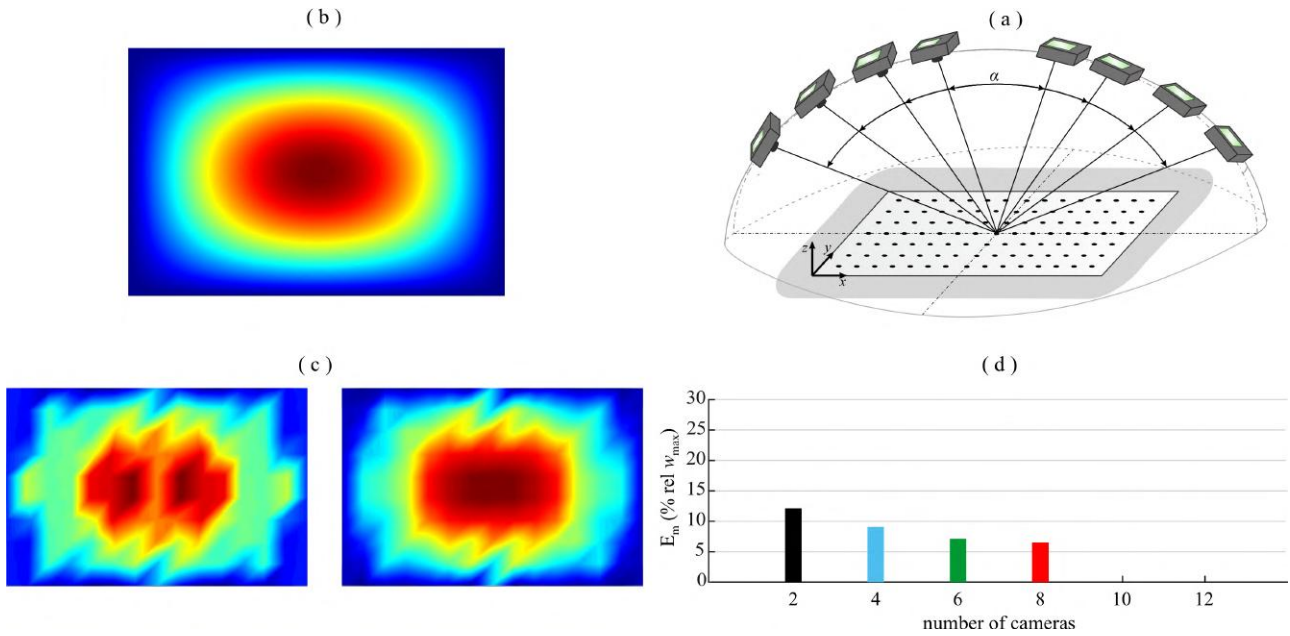 ( b )
( a )
α
z
y
x
( c )
( d )
30
25
20
15
10
5
0
E_m (% rel w_max)
2 4 6 8 10 12
number of cameras